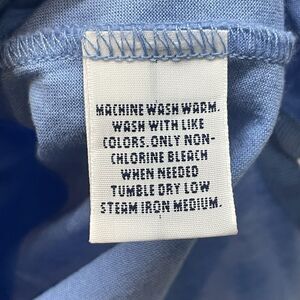 MACHINE WASH WARM.
WASH WITH LIKE
COLORS. ONLY NON-
CHLORINE BLEACH
WHEN NEEDED
TUMBLE DRY LOW
STEAM IRON MEDIUM.